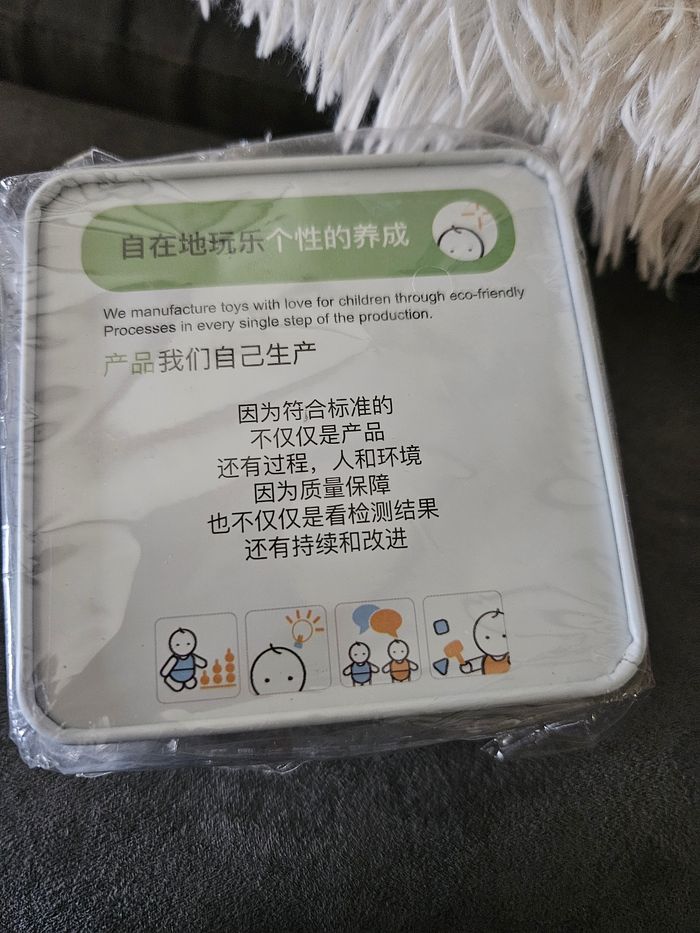 自在地玩乐个性的养成
We manufacture toys with love for children through eco-friendly
Processes in every single step of the production.
产品我们自己生产
因为符合标准的
不仅仅是产品
还有过程，人和环境
因为质量保障
也不仅仅是看检测结果
还有持续和改进